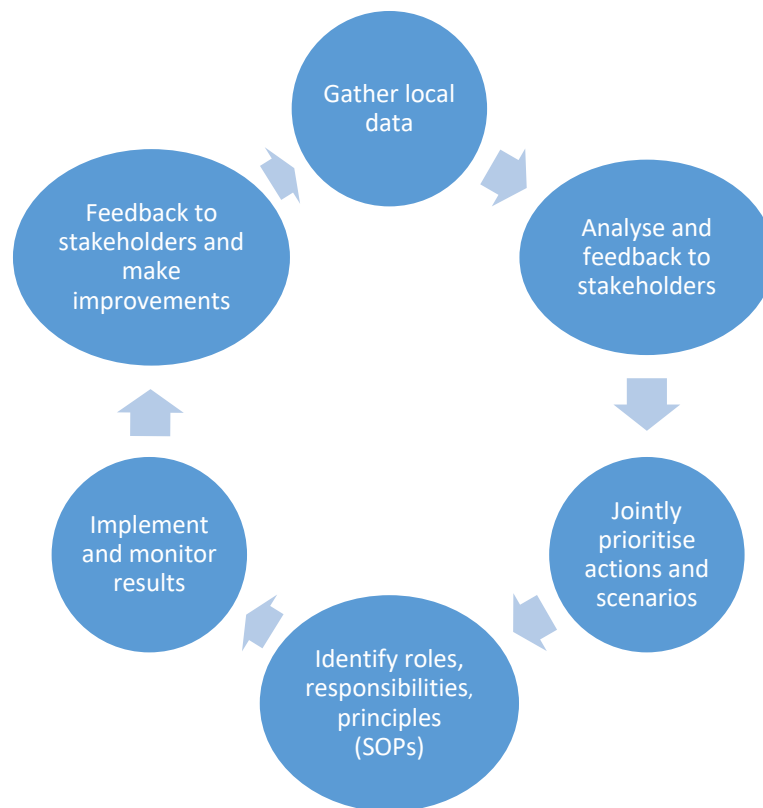 Gather local
data
Analyse and
feedback to
stakeholders
Jointly
prioritise
actions and
scenarios
Identify roles,
responsibilities,
principles
(SOPs)
Implement
and monitor
results
Feedback to
stakeholders and
make
improvements